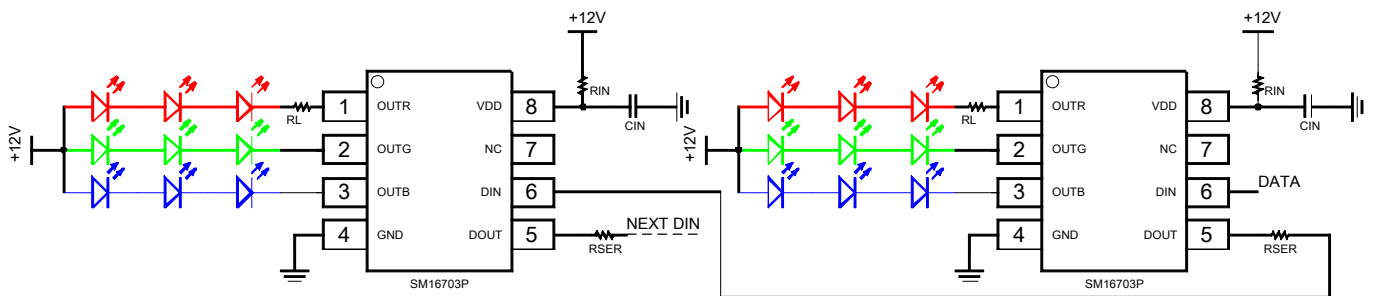 +12V
+12V
RIN
CIN
RL
+12V
1 OUTR VDD 8
2 OUTG NC 7
3 OUTB DIN 6
4 GND DOUT 5
RSER
NEXT DIN
SM16703P
+12V
RIN
CIN
RL
+12V
1 OUTR VDD 8
2 OUTG NC 7
3 OUTB DIN 6
DATA
4 GND DOUT 5
RSER
SM16703P